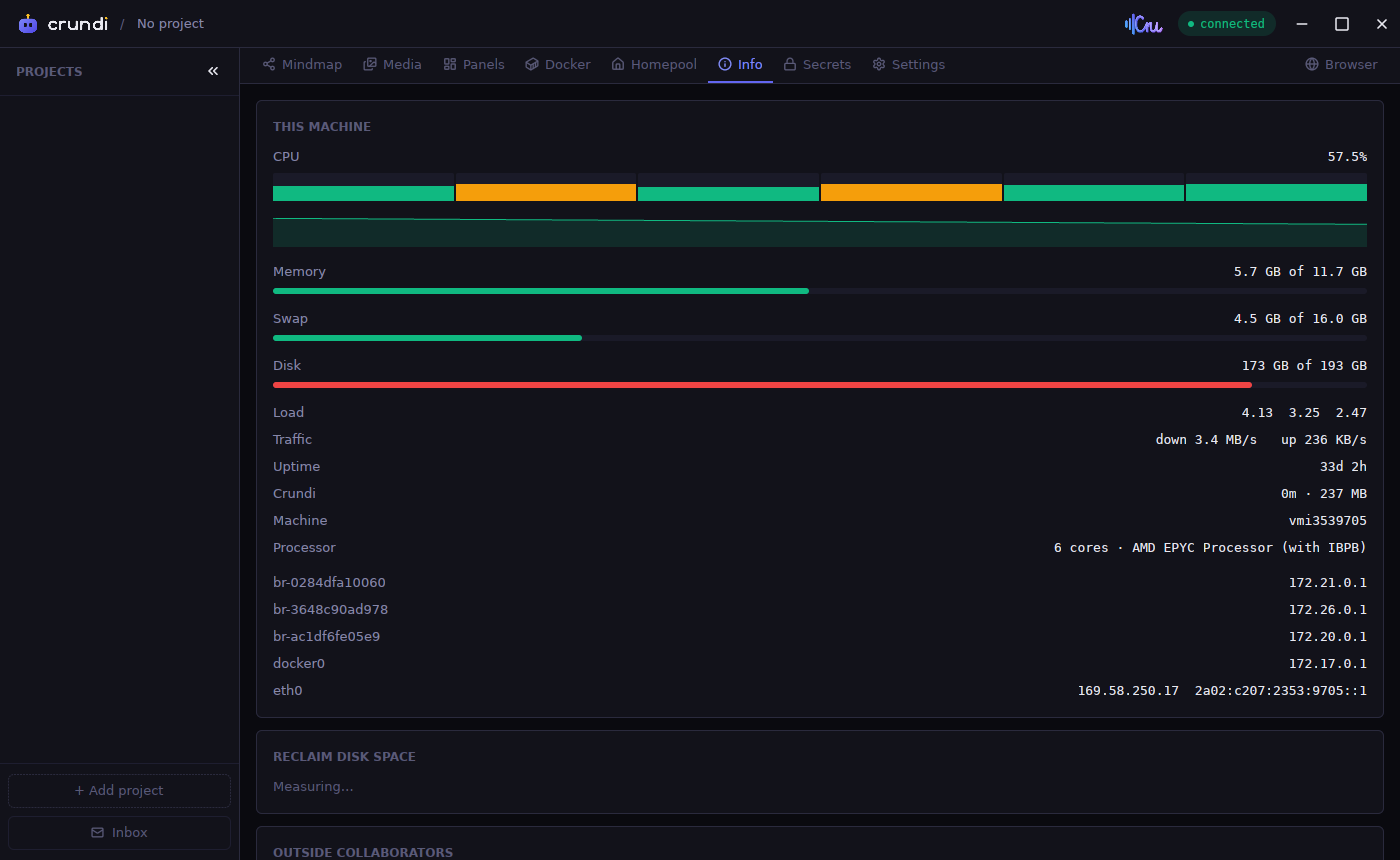 crundi / No project
Cru
connected
PROJECTS
Mindmap Media Panels Docker Homepool Info Secrets Settings Browser
THIS MACHINE
CPU 57.5%
Memory 5.7 GB of 11.7 GB
Swap 4.5 GB of 16.0 GB
Disk 173 GB of 193 GB
Load 4.13 3.25 2.47
Traffic down 3.4 MB/s up 236 KB/s
Uptime 33d 2h
Crundi 0m · 237 MB
Machine vmi3539705
Processor 6 cores · AMD EPYC Processor (with IBPB)
br-0284dfa10060 172.21.0.1
br-3648c90ad978 172.26.0.1
br-ac1df6fe05e9 172.20.0.1
docker0 172.17.0.1
eth0 169.58.250.17 2a02:c207:2353:9705::1
RECLAIM DISK SPACE
Measuring...
+ Add project
Inbox
OUTSIDE COLLABORATORS